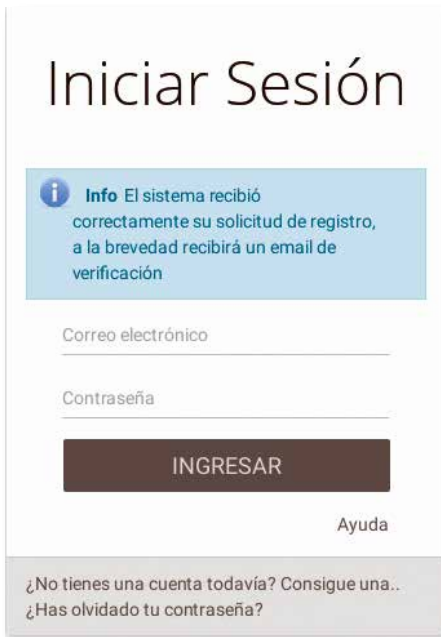 Iniciar Sesión
Info El sistema recibió
correctamente su solicitud de registro,
a la brevedad recibirá un email de
verificación
Correo electrónico
Contraseña
INGRESAR
Ayuda
¿No tienes una cuenta todavía? Consigue una..
¿Has olvidado tu contraseña?